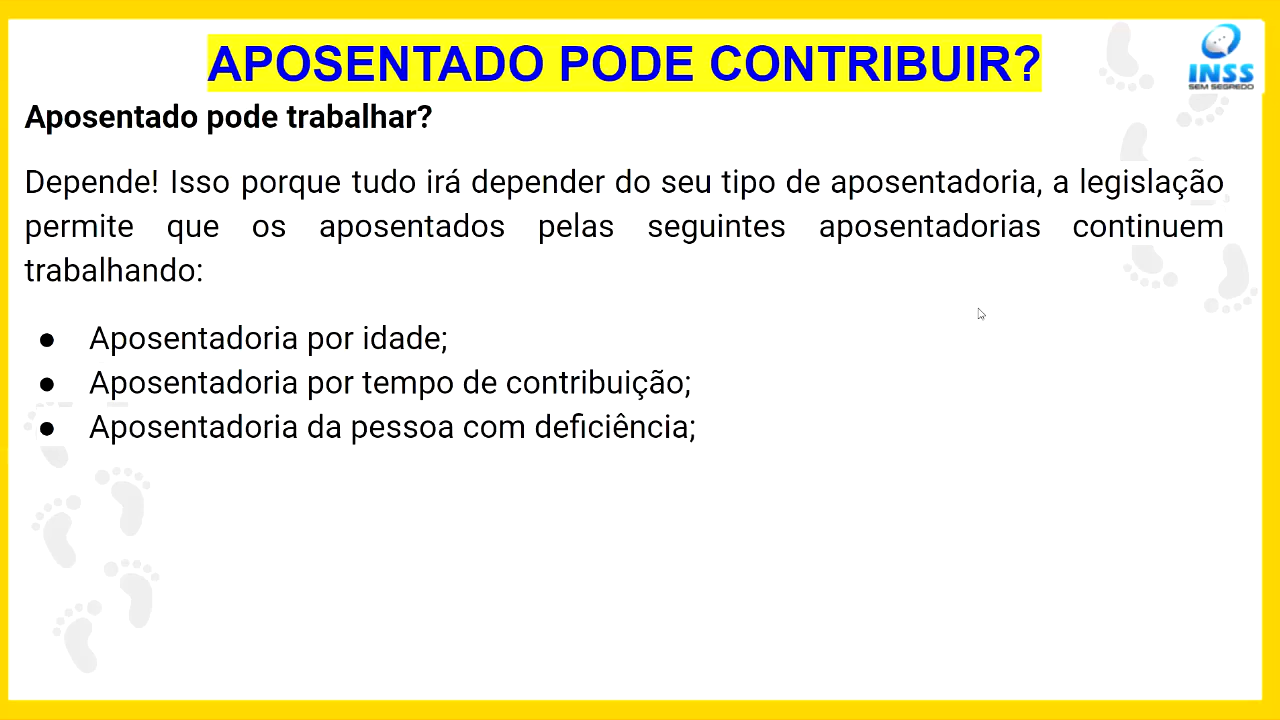 APOSENTADO PODE CONTRIBUIR?
INSS
SEM SEGREDO
Aposentado pode trabalhar?
Depende! Isso porque tudo irá depender do seu tipo de aposentadoria, a legislação
permite que os aposentados pelas seguintes aposentadorias continuem
trabalhando:
● Aposentadoria por idade;
● Aposentadoria por tempo de contribuição;
● Aposentadoria da pessoa com deficiência;